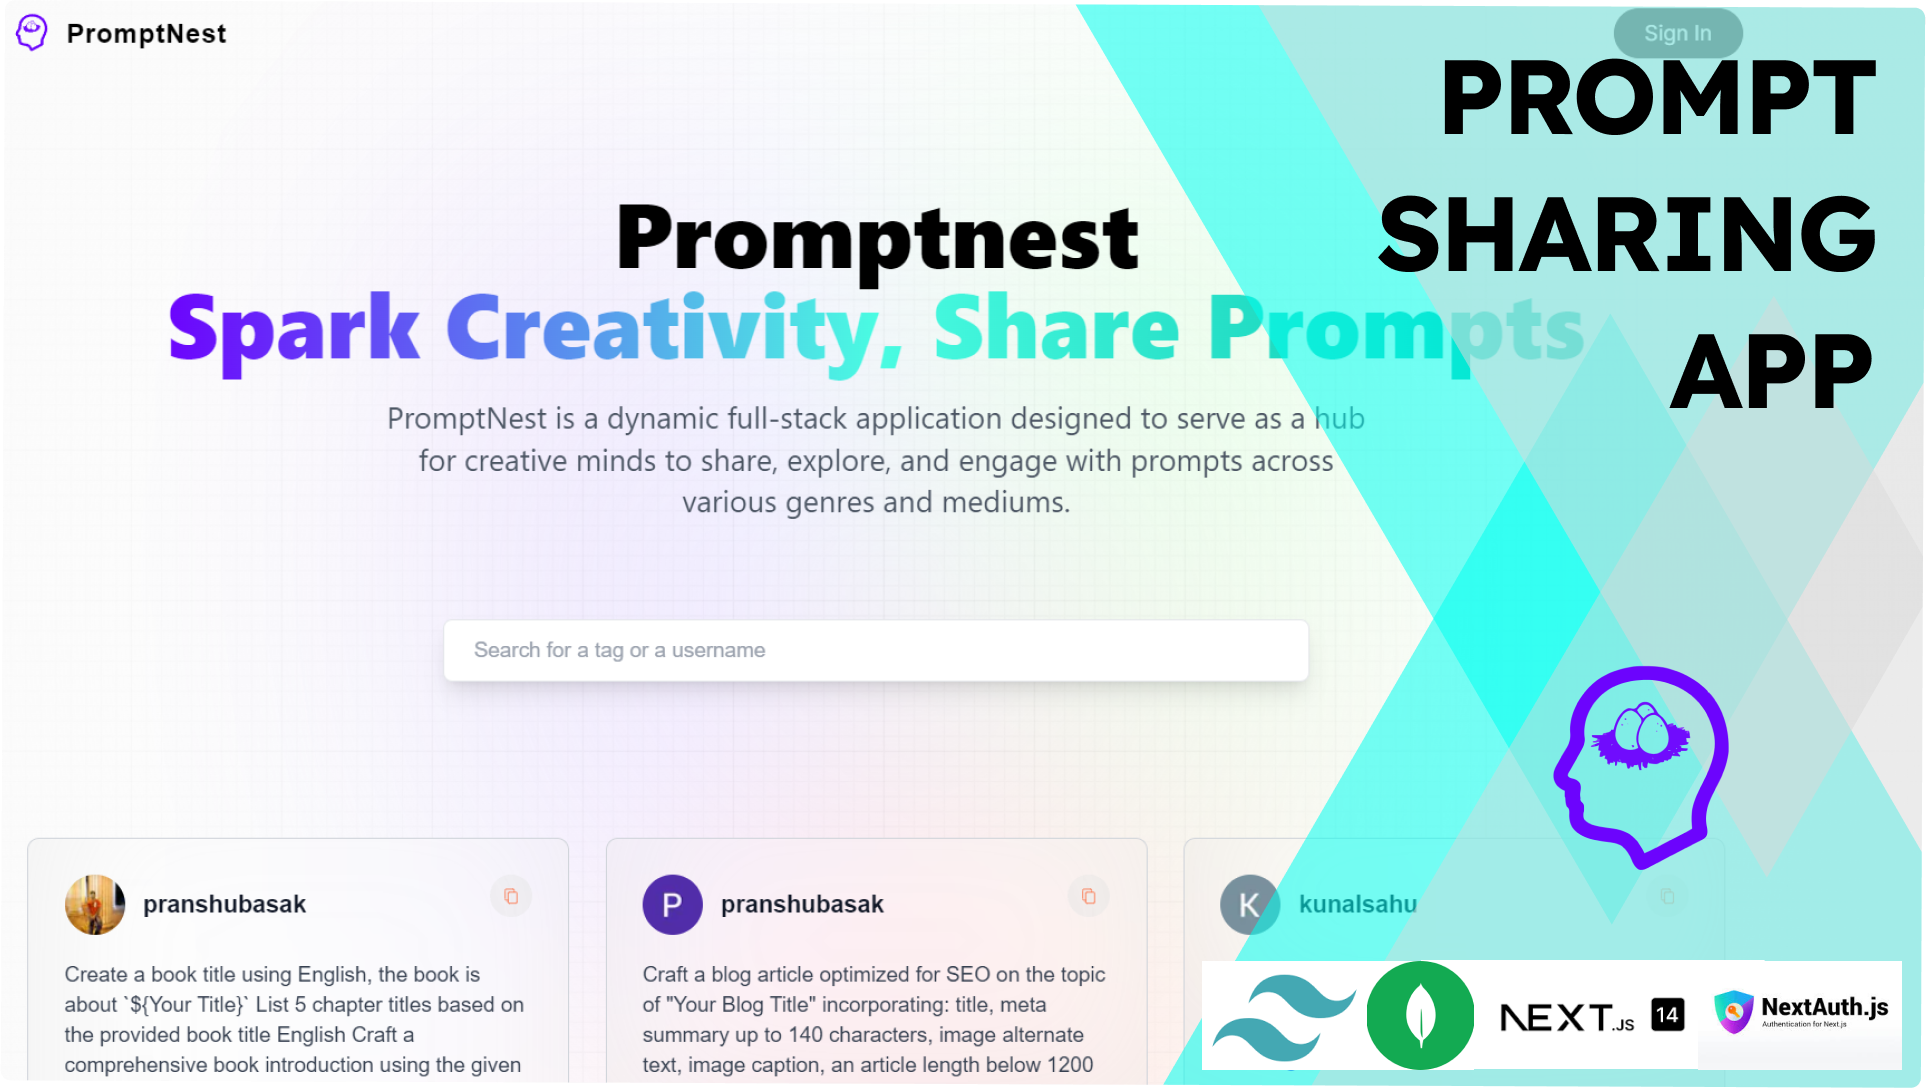 PromptNest
Sign In
PROMPT
SHARING
APP
Promptnest
Spark Creativity, Share Prompts
PromptNest is a dynamic full-stack application designed to serve as a hub
for creative minds to share, explore, and engage with prompts across
various genres and mediums.
Search for a tag or a username
pranshubasak
Create a book title using English, the book is
about `${Your Title}` List 5 chapter titles based on
the provided book title English Craft a
comprehensive book introduction using the given
P
pranshubasak
Craft a blog article optimized for SEO on the topic
of "Your Blog Title" incorporating: title, meta
summary up to 140 characters, image alternate
text, image caption, an article length below 1200
K
kunalsahu
NEXT.JS 14
NextAuth.js
Authentication for Next.js